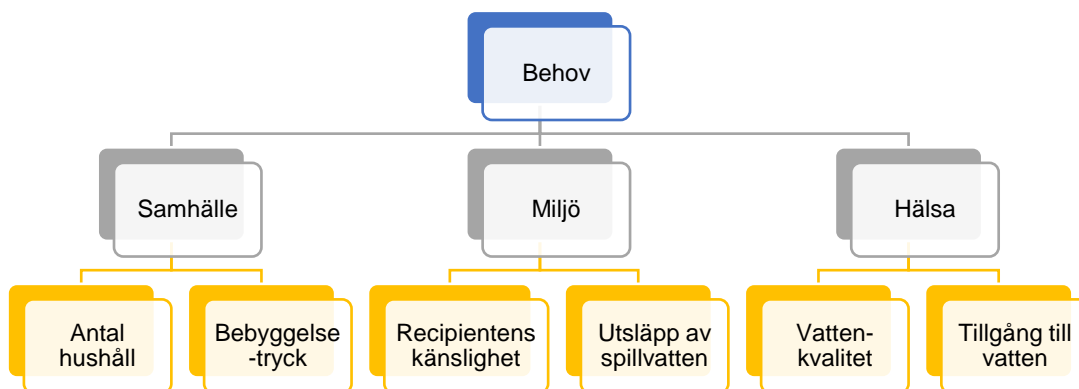 Behov
Samhälle
Miljö
Hälsa
Antal
hushåll
Bebyggelse
-tryck
Recipientens
känslighet
Utsläpp av
spillvatten
Vatten-
kvalitet
Tillgång till
vatten